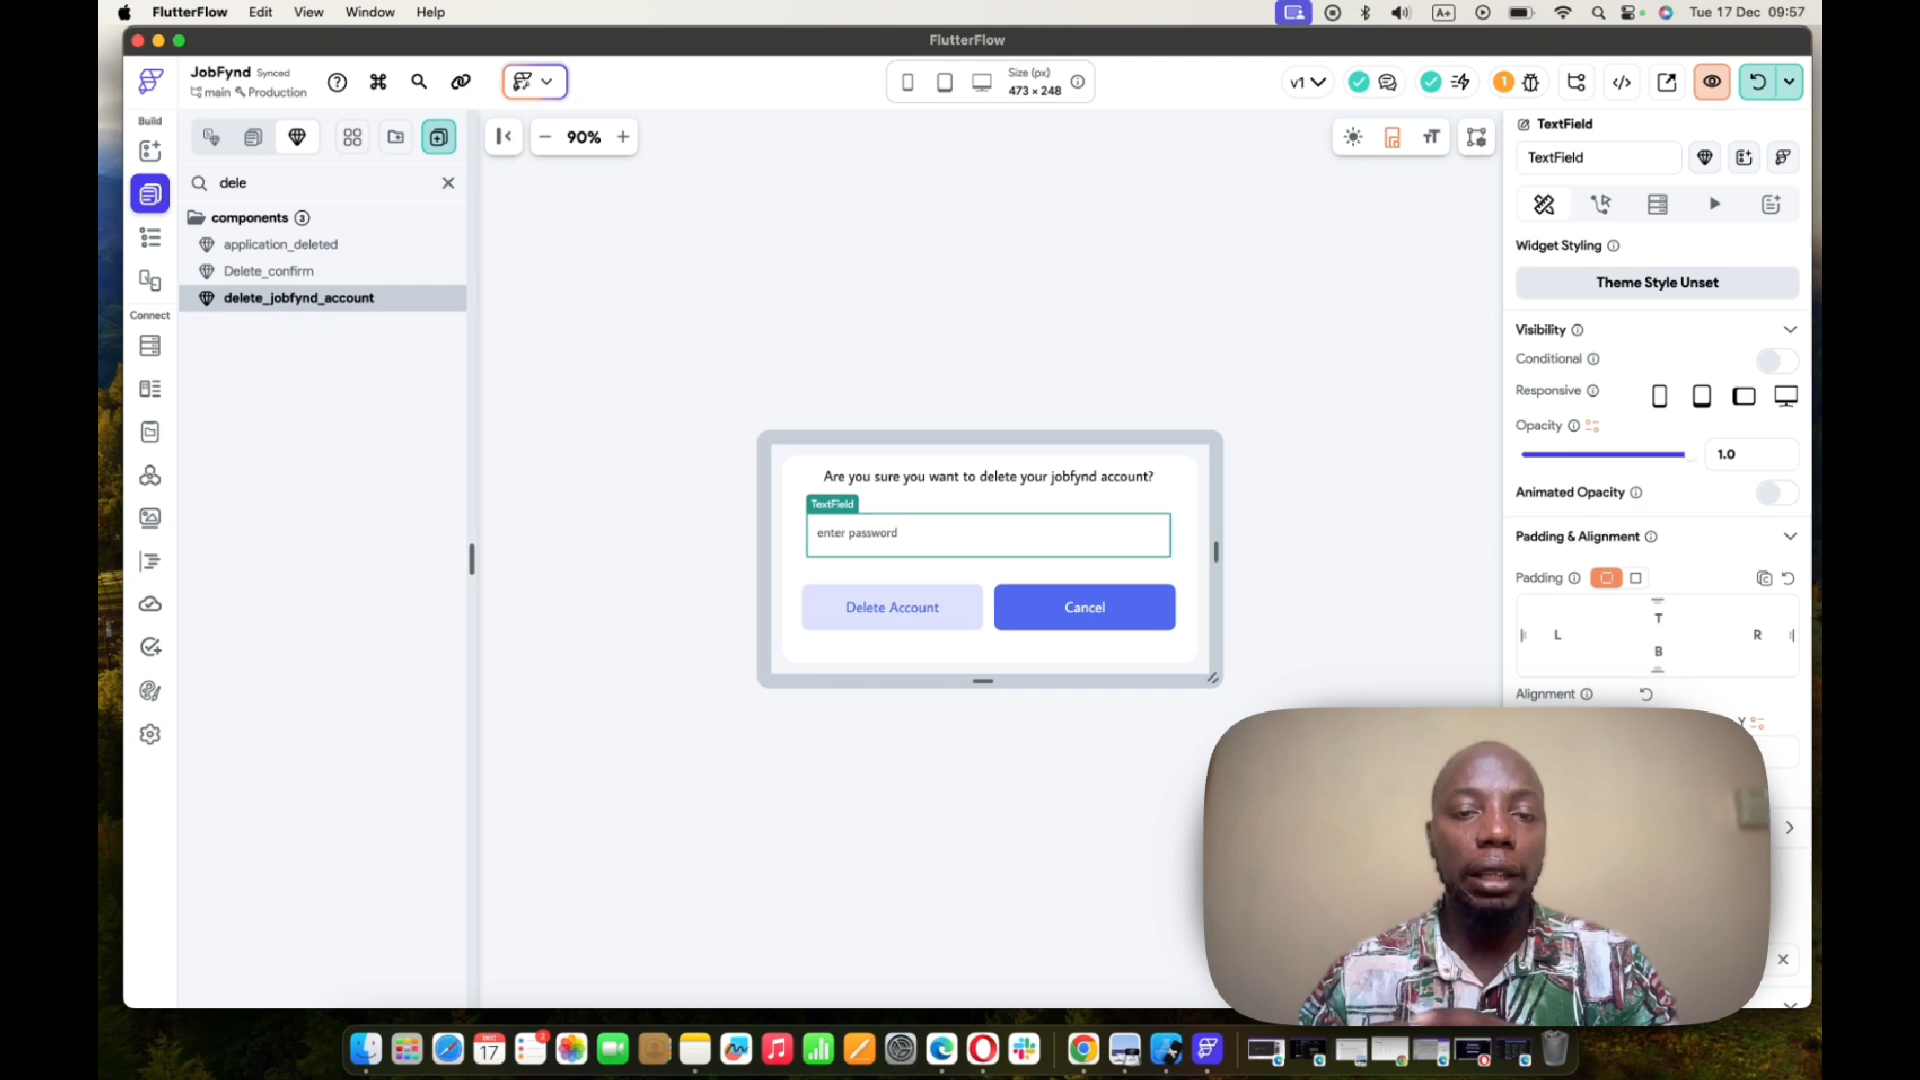 FlutterFlow Edit View Window Help
A+
Tue 17 Dec 09:57
FlutterFlow
JobFynd Synced
main Production
Size (px)
473 × 248
v1
1
Build
90%
TextField
TextField
dele
components 3
application_deleted
Delete_confirm
delete_jobfynd_account
Connect
Widget Styling
Theme Style Unset
Visibility
Conditional
Responsive
Opacity
1.0
Animated Opacity
Padding & Alignment
Padding
T
L
R
B
Alignment
Y
Are you sure you want to delete your jobfynd account?
TextField
enter password
Delete Account
Cancel
DEC
17